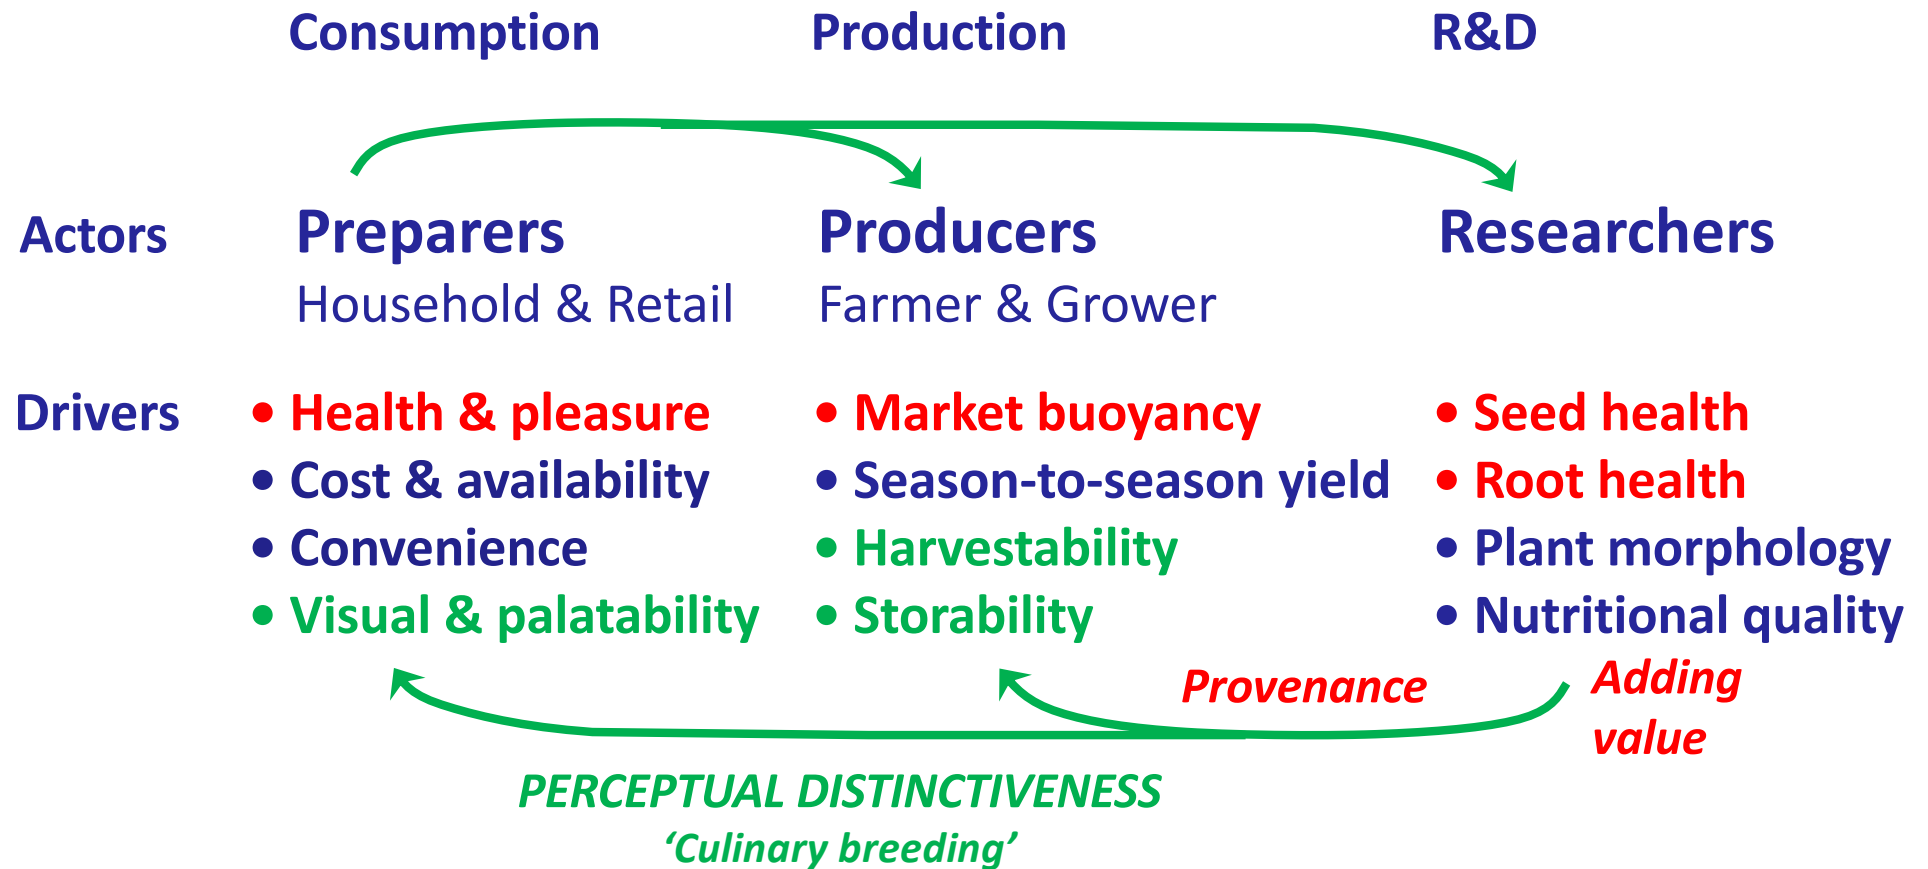 Consumption Production R&D
Actors Preparers Producers Researchers
Household & Retail Farmer & Grower
Drivers • Health & pleasure • Market buoyancy • Seed health
• Cost & availability • Season-to-season yield • Root health
• Convenience • Harvestability • Plant morphology
• Visual & palatability • Storability • Nutritional quality
Provenance Adding
value
PERCEPTUAL DISTINCTIVENESS
‘Culinary breeding’